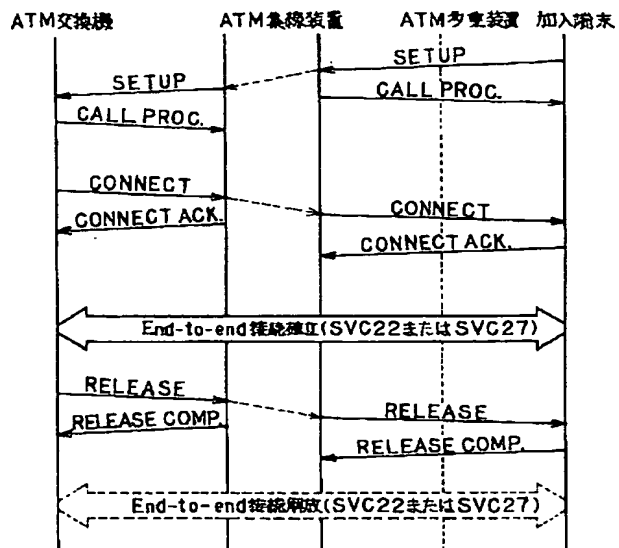 ATM交換機 ATM集線装置 ATM多重装置 加入端末
SETUP
SETUP
CALL PROC.
CALL PROC.
CONNECT
CONNECT
CONNECT ACK.
CONNECT ACK.
End-to-end接続確立(SVC22またはSVC27)
RELEASE
RELEASE
RELEASE COMP.
RELEASE COMP.
End-to-end接続解放(SVC22またはSVC27)